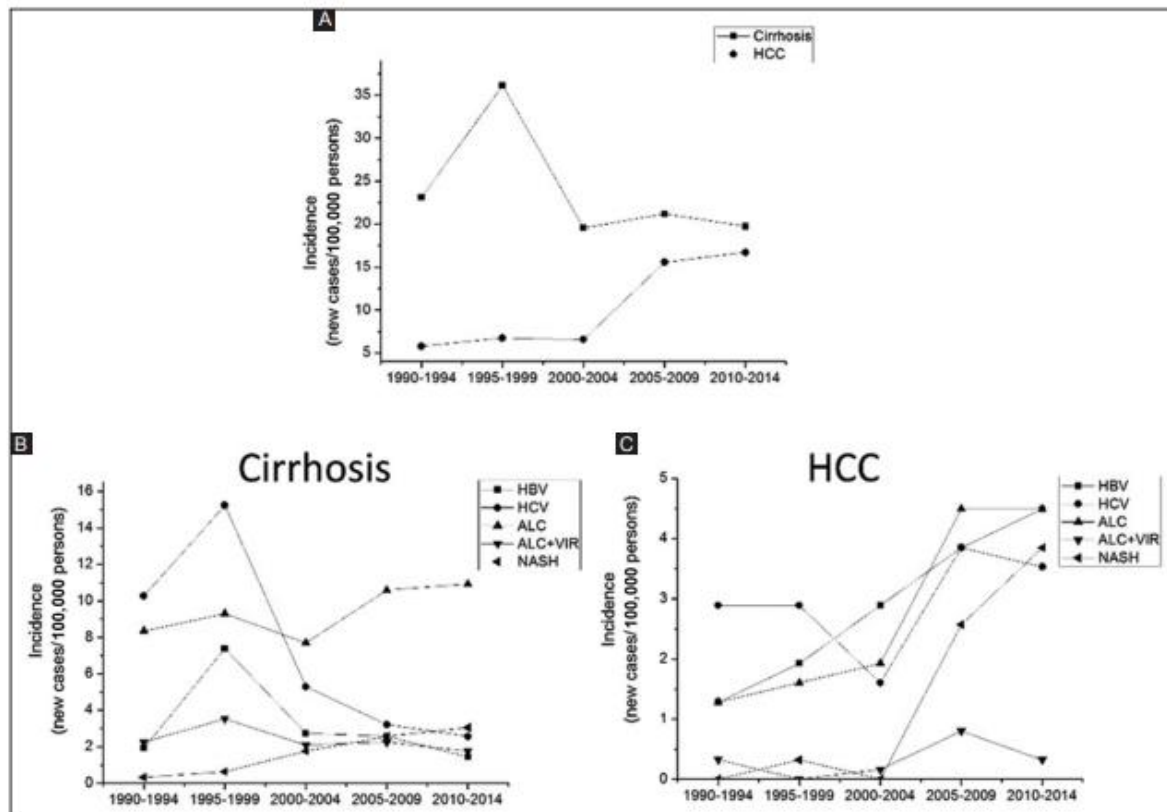 A
Cirrhosis
HCC
Incidence
(new cases/100,000 persons)
35
30
25
20
15
10
5
1990-1994
1995-1999
2000-2004
2005-2009
2010-2014
B
Cirrhosis
HBV
HCV
ALC
ALC+VIR
NASH
Incidence
(new cases/100,000 persons)
16
14
12
10
8
6
4
2
0
1990-1994
1995-1999
2000-2004
2005-2009
2010-2014
C
HCC
HBV
HCV
ALC
ALC+VIR
NASH
Incidence
(new cases/100,000 persons)
5
4
3
2
1
0
1990-1994
1995-1999
2000-2004
2005-2009
2010-2014